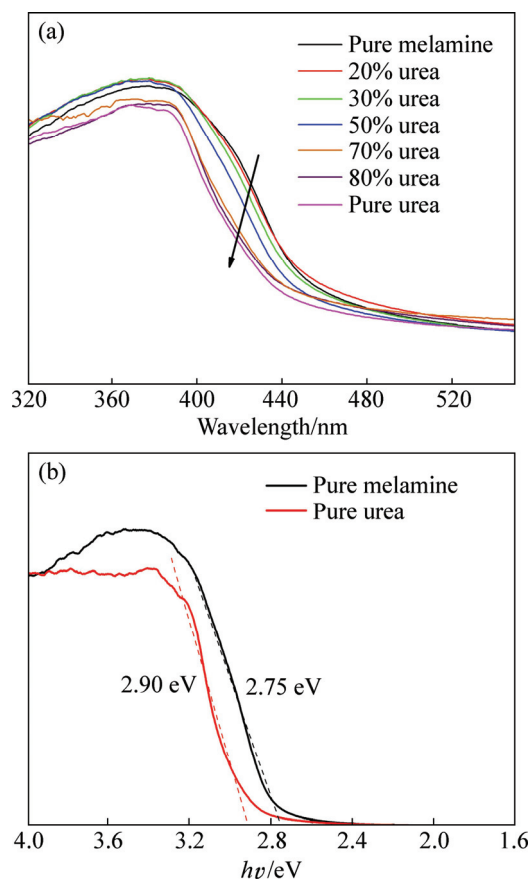 (a)
Pure melamine
20% urea
30% urea
50% urea
70% urea
80% urea
Pure urea
320 360 400 440 480 520
Wavelength/nm
(b)
Pure melamine
Pure urea
2.90 eV
2.75 eV
4.0 3.6 3.2 2.8 2.4 2.0 1.6
hυ/eV